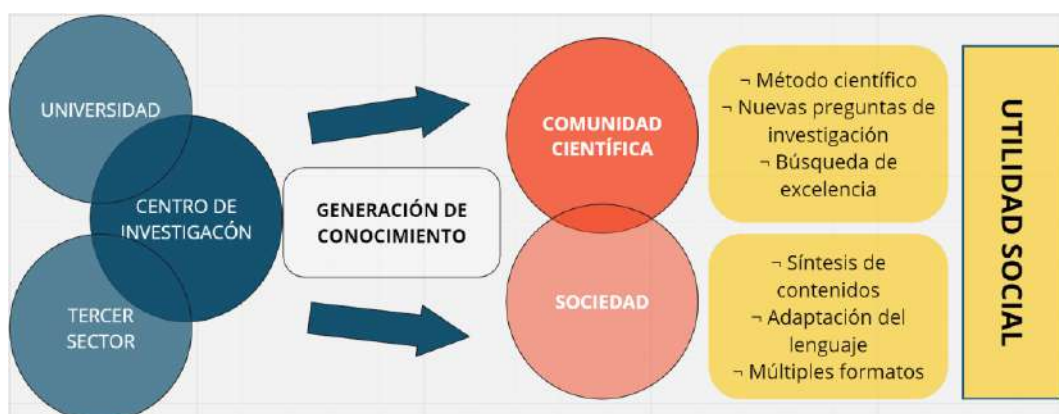 UNIVERSIDAD
CENTRO DE
INVESTIGACÓN
TERCER
SECTOR
GENERACIÓN DE
CONOCIMIENTO
COMUNIDAD
CIENTÍFICA
SOCIEDAD
¬ Método científico
¬ Nuevas preguntas de
investigación
¬ Búsqueda de
excelencia
¬ Síntesis de
contenidos
¬ Adaptación del
lenguaje
¬ Múltiples formatos
UTILIDAD SOCIAL